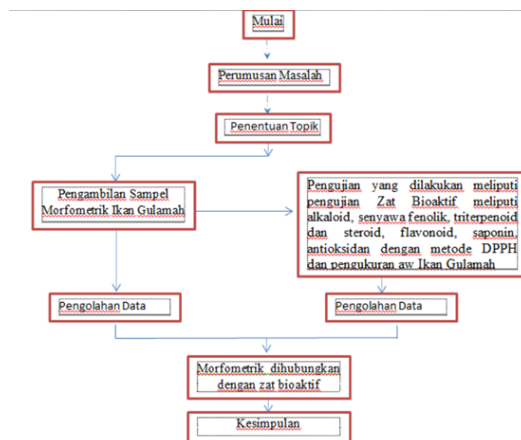 Mulai
Perumusan Masalah
Penentuan Topik
Pengambilan Sampel
Morfometrik Ikan Gulamah
Pengujian yang dilakukan meliputi
pengujian Zat Bioaktif meliputi
alkaloid, senyawa fenolik, triterpenoid
dan steroid, flavonoid, saponin,
antioksidan dengan metode DPPH
dan pengukuran aw Ikan Gulamah
Pengolahan Data
Pengolahan Data
Morfometrik dihubungkan
dengan zat bioaktif
Kesimpulan